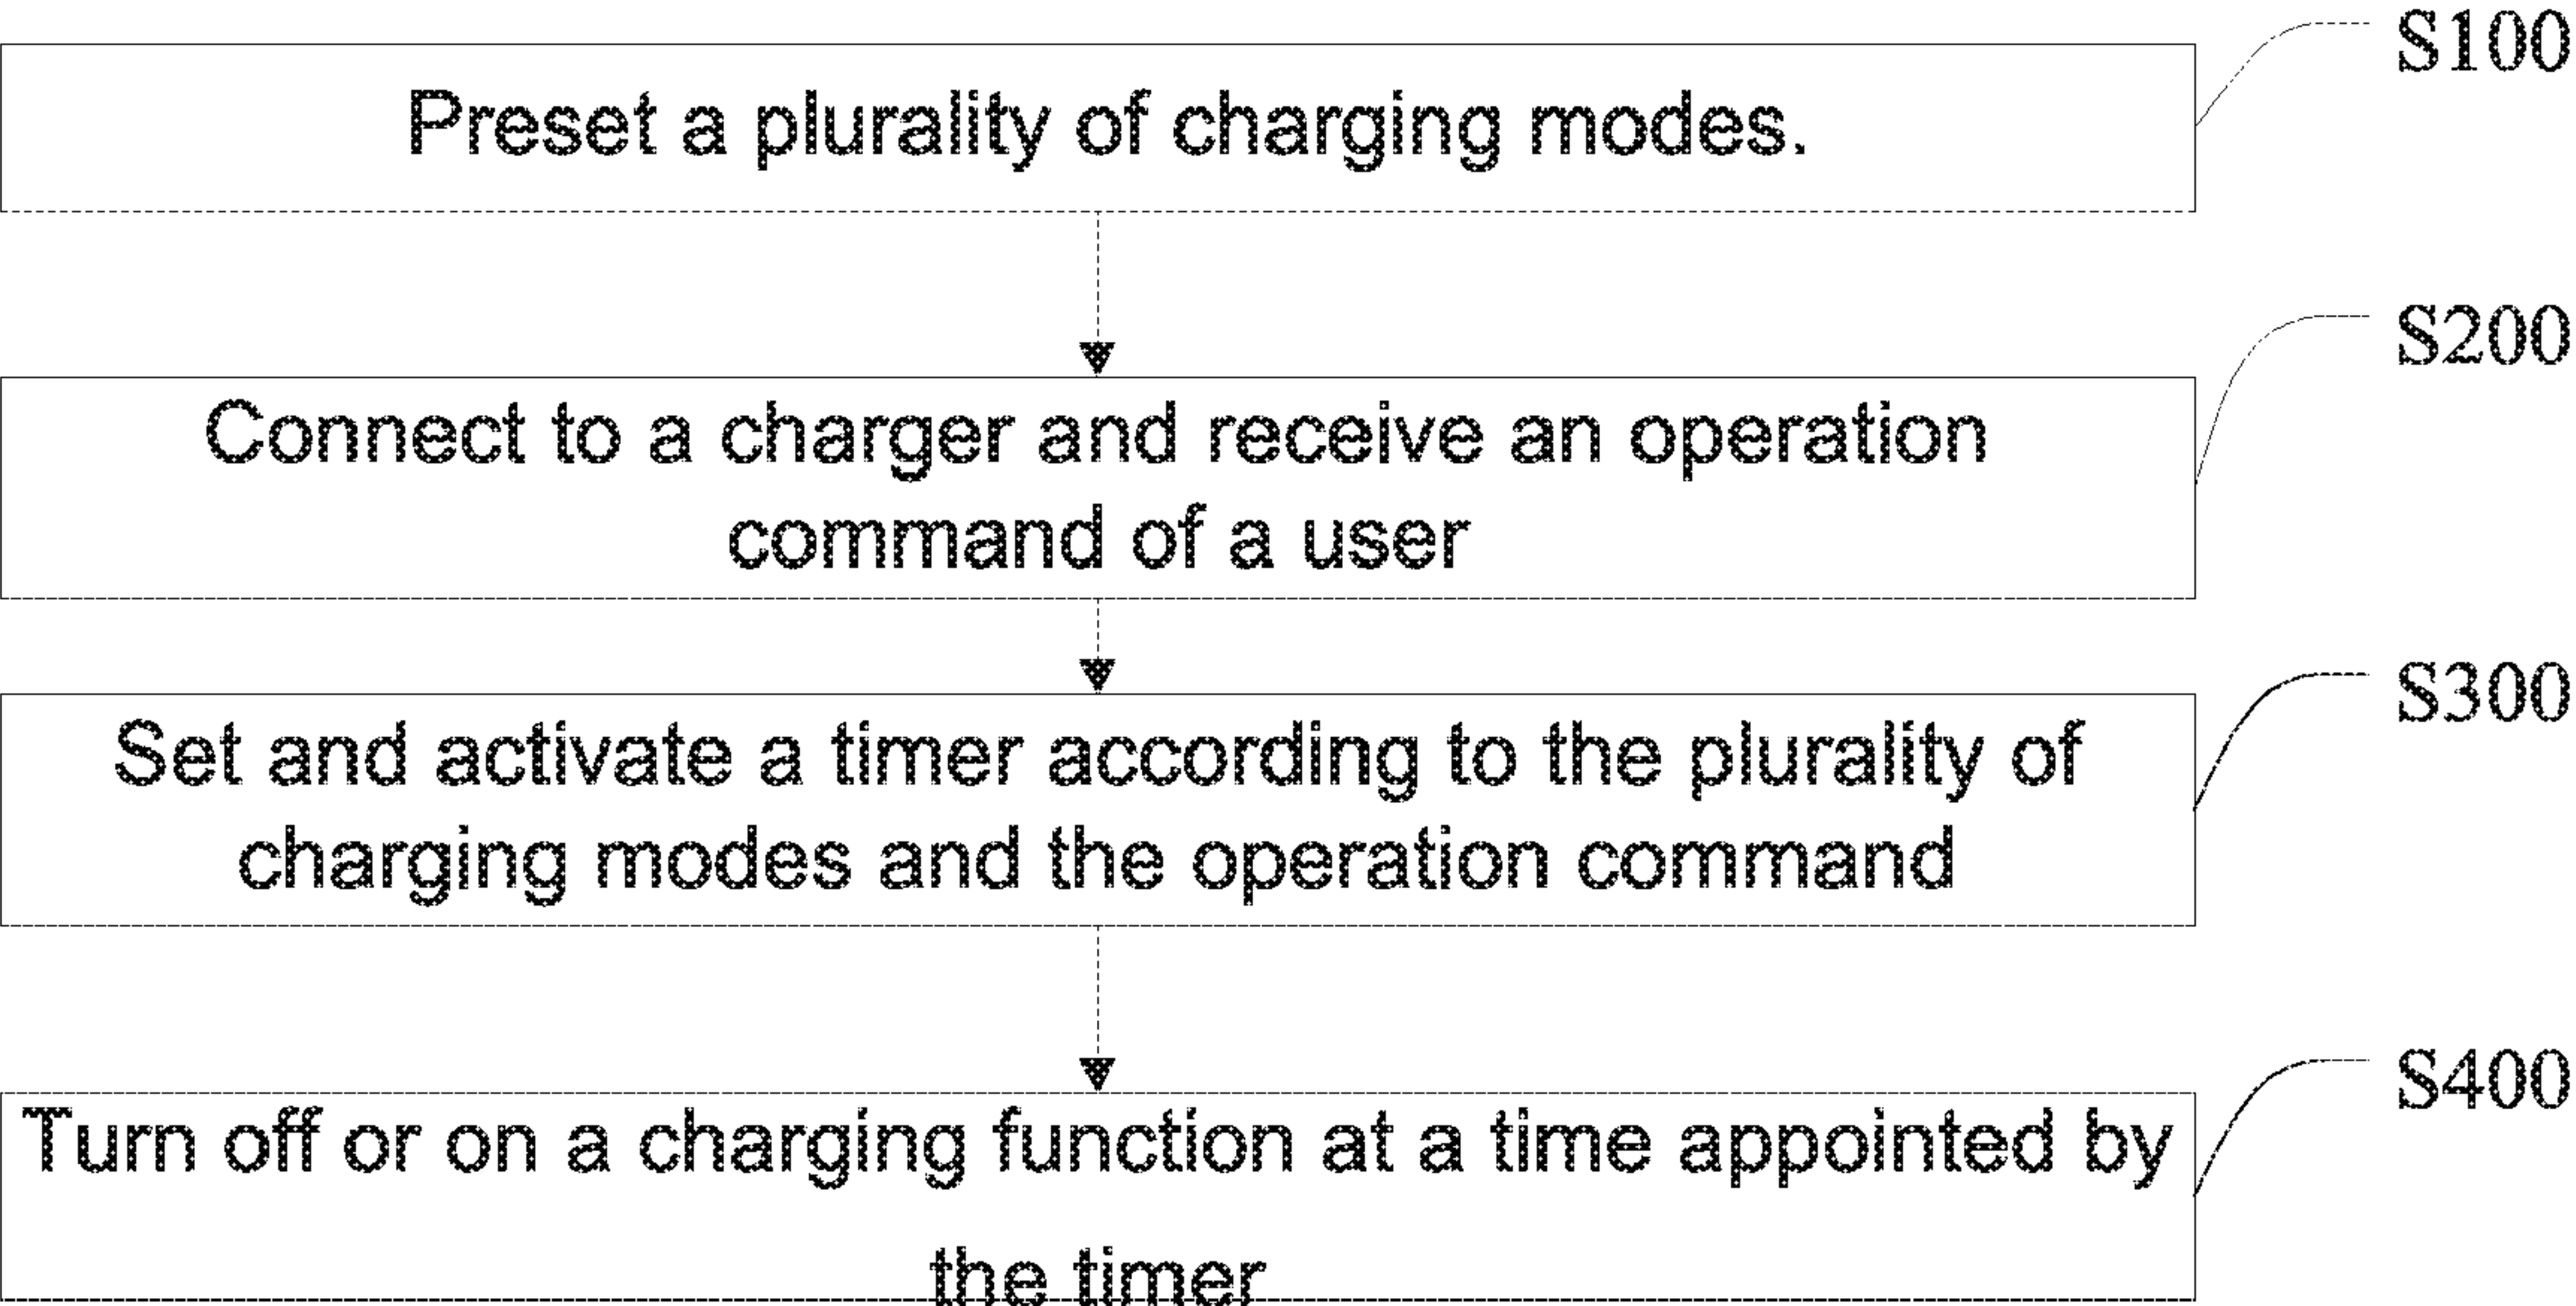 S100
Preset a plurality of charging modes.
S200
Connect to a charger and receive an operation
command of a user
S300
Set and activate a timer according to the plurality of
charging modes and the operation command
S400
Turn off or on a charging function at a time appointed by
the timer